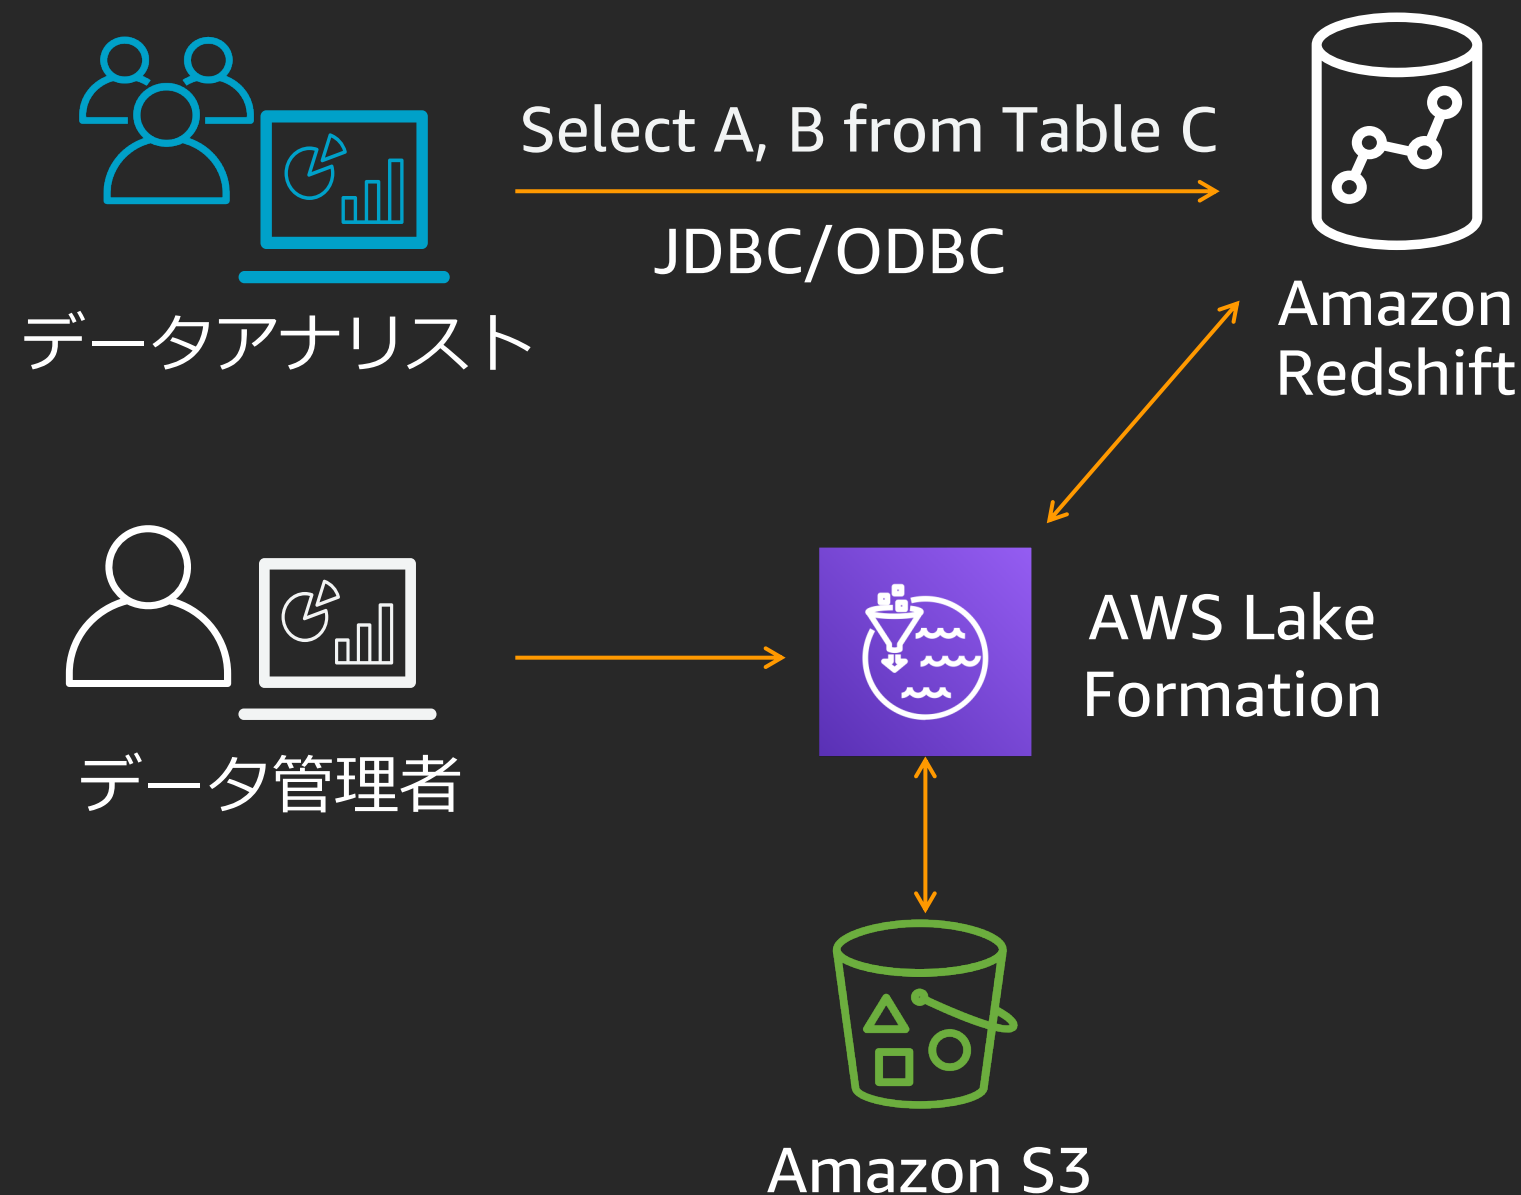 Select A, B from Table C
JDBC/ODBC
データアナリスト
Amazon
Redshift
AWS Lake
Formation
データ管理者
Amazon S3